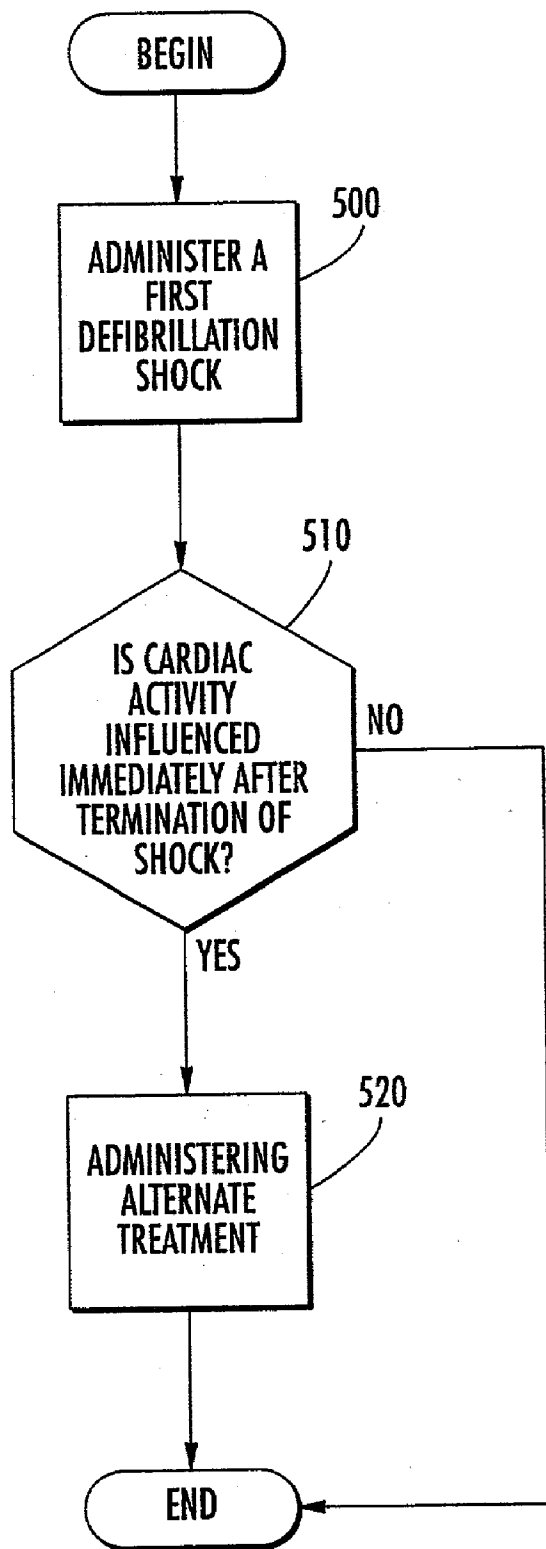 BEGIN
500
ADMINISTER A
FIRST
DEFIBRILLATION
SHOCK
510
IS CARDIAC
ACTIVITY
INFLUENCED
IMMEDIATELY AFTER
TERMINATION OF
SHOCK?
NO
YES
520
ADMINISTERING
ALTERNATE
TREATMENT
END